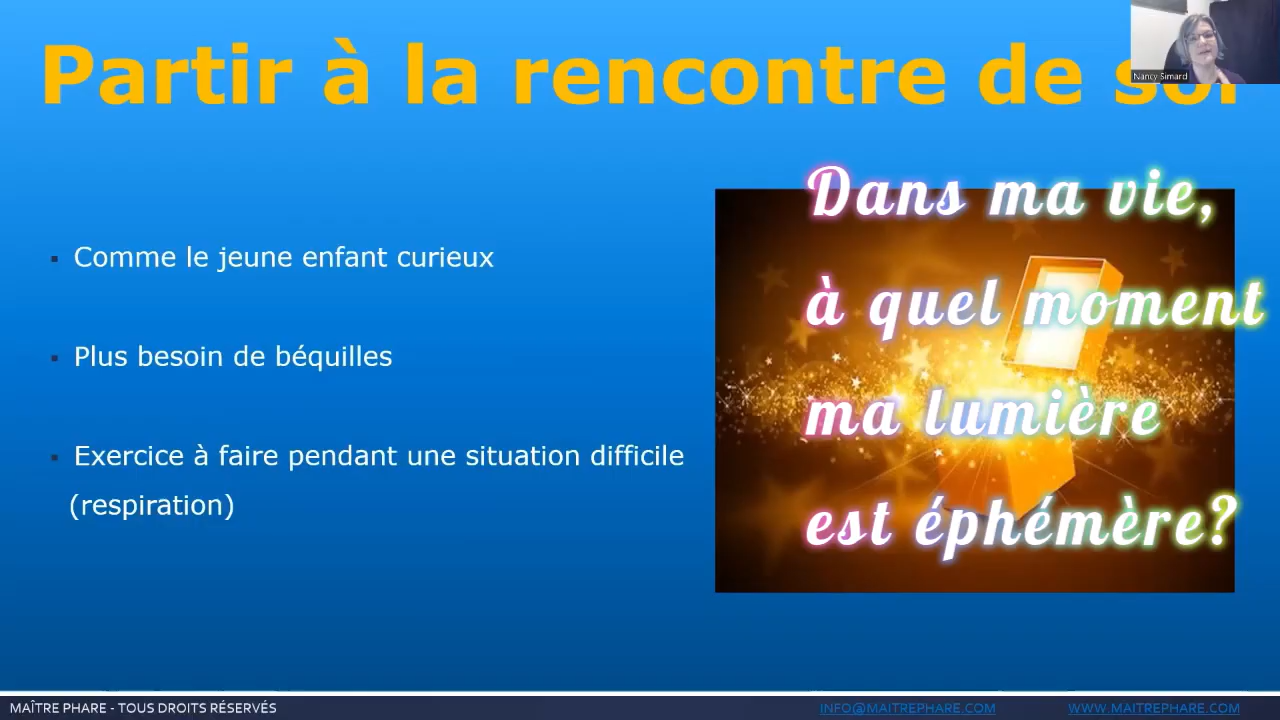 Partir à la rencontre de soi
Nancy Simard
Dans ma vie,
à quel moment
ma lumière
est éphémère?
▪ Comme le jeune enfant curieux
▪ Plus besoin de béquilles
▪ Exercice à faire pendant une situation difficile
(respiration)
MAÎTRE PHARE - TOUS DROITS RÉSERVÉS
INFO@MAITREPHARE.COM
WWW.MAITREPHARE.COM